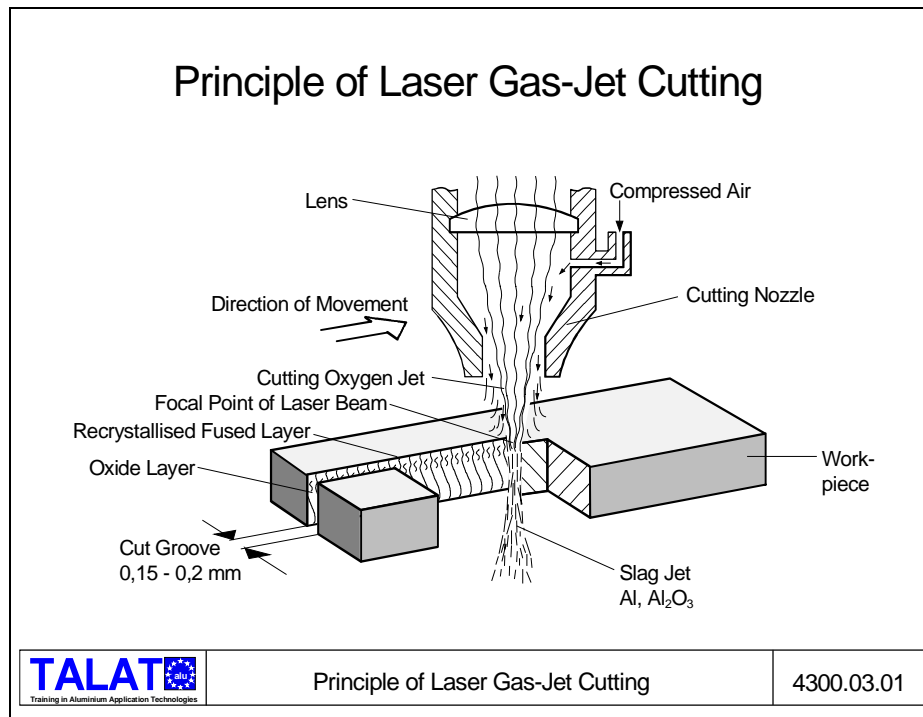 Principle of Laser Gas-Jet Cutting
Lens
Compressed Air
Direction of Movement
Cutting Nozzle
Cutting Oxygen Jet
Focal Point of Laser Beam
Recrystallised Fused Layer
Oxide Layer
Work-
piece
Cut Groove
0,15 - 0,2 mm
Slag Jet
Al, Al₂O₃
TALAT
alu
Training in Aluminium Application Technologies
Principle of Laser Gas-Jet Cutting
4300.03.01